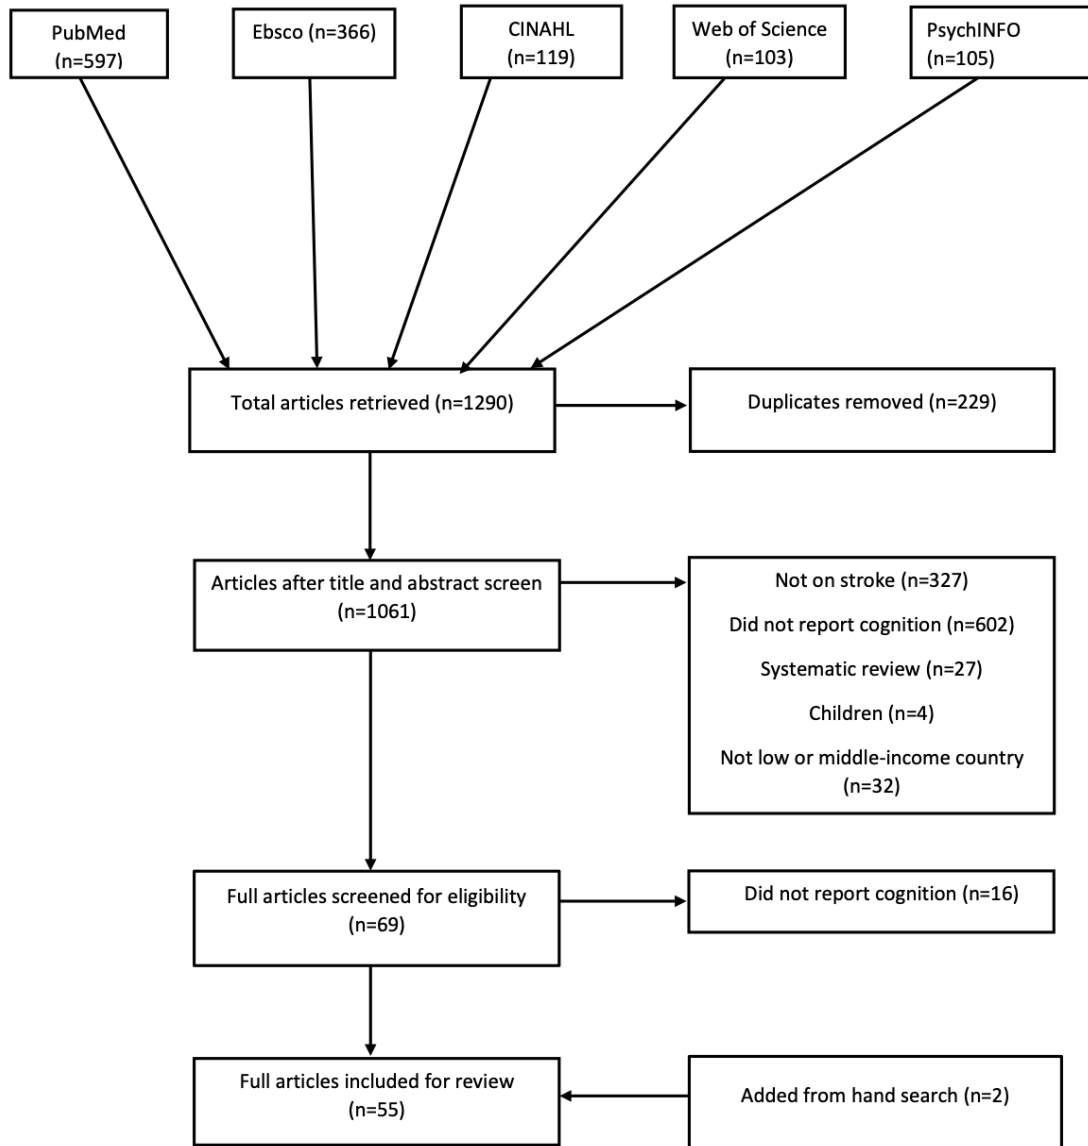 PubMed
(n=597)
Ebsco (n=366)
CINAHL
(n=119)
Web of Science
(n=103)
PsychINFO
(n=105)
Total articles retrieved (n=1290)
Duplicates removed (n=229)
Articles after title and abstract screen
(n=1061)
Not on stroke (n=327)
Did not report cognition (n=602)
Systematic review (n=27)
Children (n=4)
Not low or middle-income country
(n=32)
Full articles screened for eligibility
(n=69)
Did not report cognition (n=16)
Full articles included for review
(n=55)
Added from hand search (n=2)